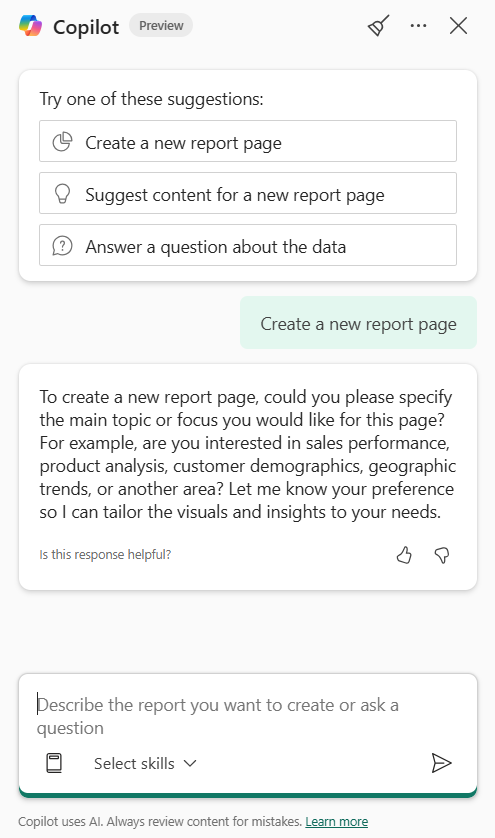 Copilot Preview
Try one of these suggestions:
Create a new report page
Suggest content for a new report page
Answer a question about the data
Create a new report page
To create a new report page, could you please specify
the main topic or focus you would like for this page?
For example, are you interested in sales performance,
product analysis, customer demographics, geographic
trends, or another area? Let me know your preference
so I can tailor the visuals and insights to your needs.
Is this response helpful?
Describe the report you want to create or ask a
question
Select skills
Copilot uses AI. Always review content for mistakes. Learn more